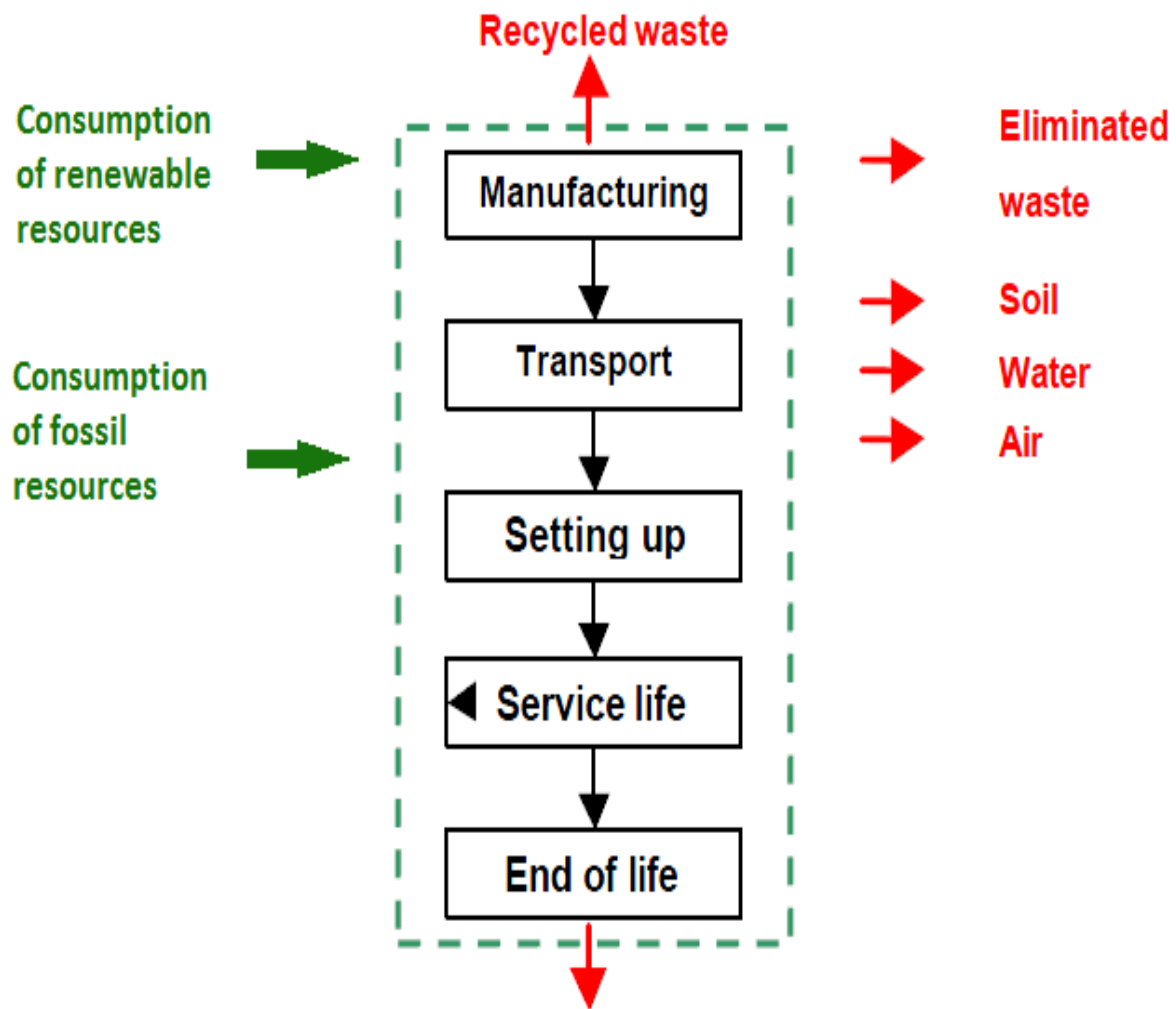 Recycled waste
Consumption
of renewable
resources
Eliminated
waste
Manufacturing
Soil
Transport
Water
Air
Consumption
of fossil
resources
Setting up
Service life
End of life